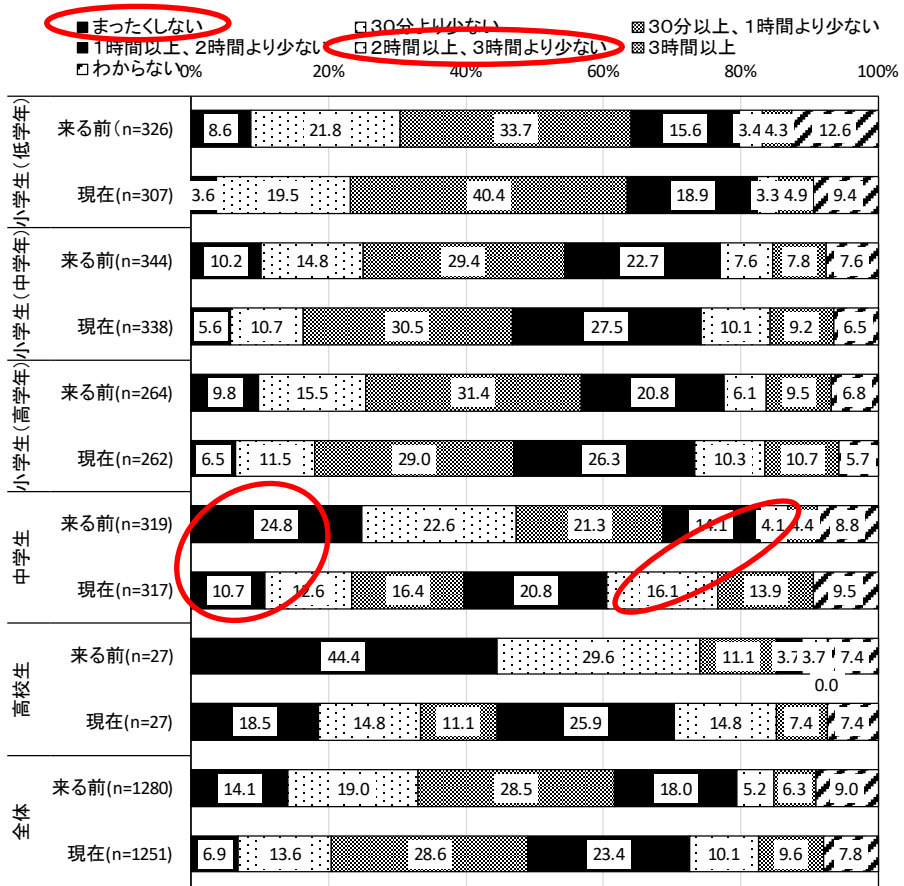 ■まったくしない □30分より少ない ▩30分以上、1時間より少ない
■1時間以上、2時間より少ない □2時間以上、3時間より少ない ▩3時間以上
□わからない
0% 20% 40% 60% 80% 100%
小学生(低学年)
来る前(n=326) 8.6 21.8 33.7 15.6 3.4 4.3 12.6
現在(n=307) 3.6 19.5 40.4 18.9 3.3 4.9 9.4
小学生(中学年)
来る前(n=344) 10.2 14.8 29.4 22.7 7.6 7.8 7.6
現在(n=338) 5.6 10.7 30.5 27.5 10.1 9.2 6.5
小学生(高学年)
来る前(n=264) 9.8 15.5 31.4 20.8 6.1 9.5 6.8
現在(n=262) 6.5 11.5 29.0 26.3 10.3 10.7 5.7
中学生
来る前(n=319) 24.8 22.6 21.3 14.1 4.1 4.4 8.8
現在(n=317) 10.7 12.6 16.4 20.8 16.1 13.9 9.5
高校生
来る前(n=27) 44.4 29.6 11.1 3.7 3.7 7.4
0.0
現在(n=27) 18.5 14.8 11.1 25.9 14.8 7.4 7.4
全体
来る前(n=1280) 14.1 19.0 28.5 18.0 5.2 6.3 9.0
現在(n=1251) 6.9 13.6 28.6 23.4 10.1 9.6 7.8